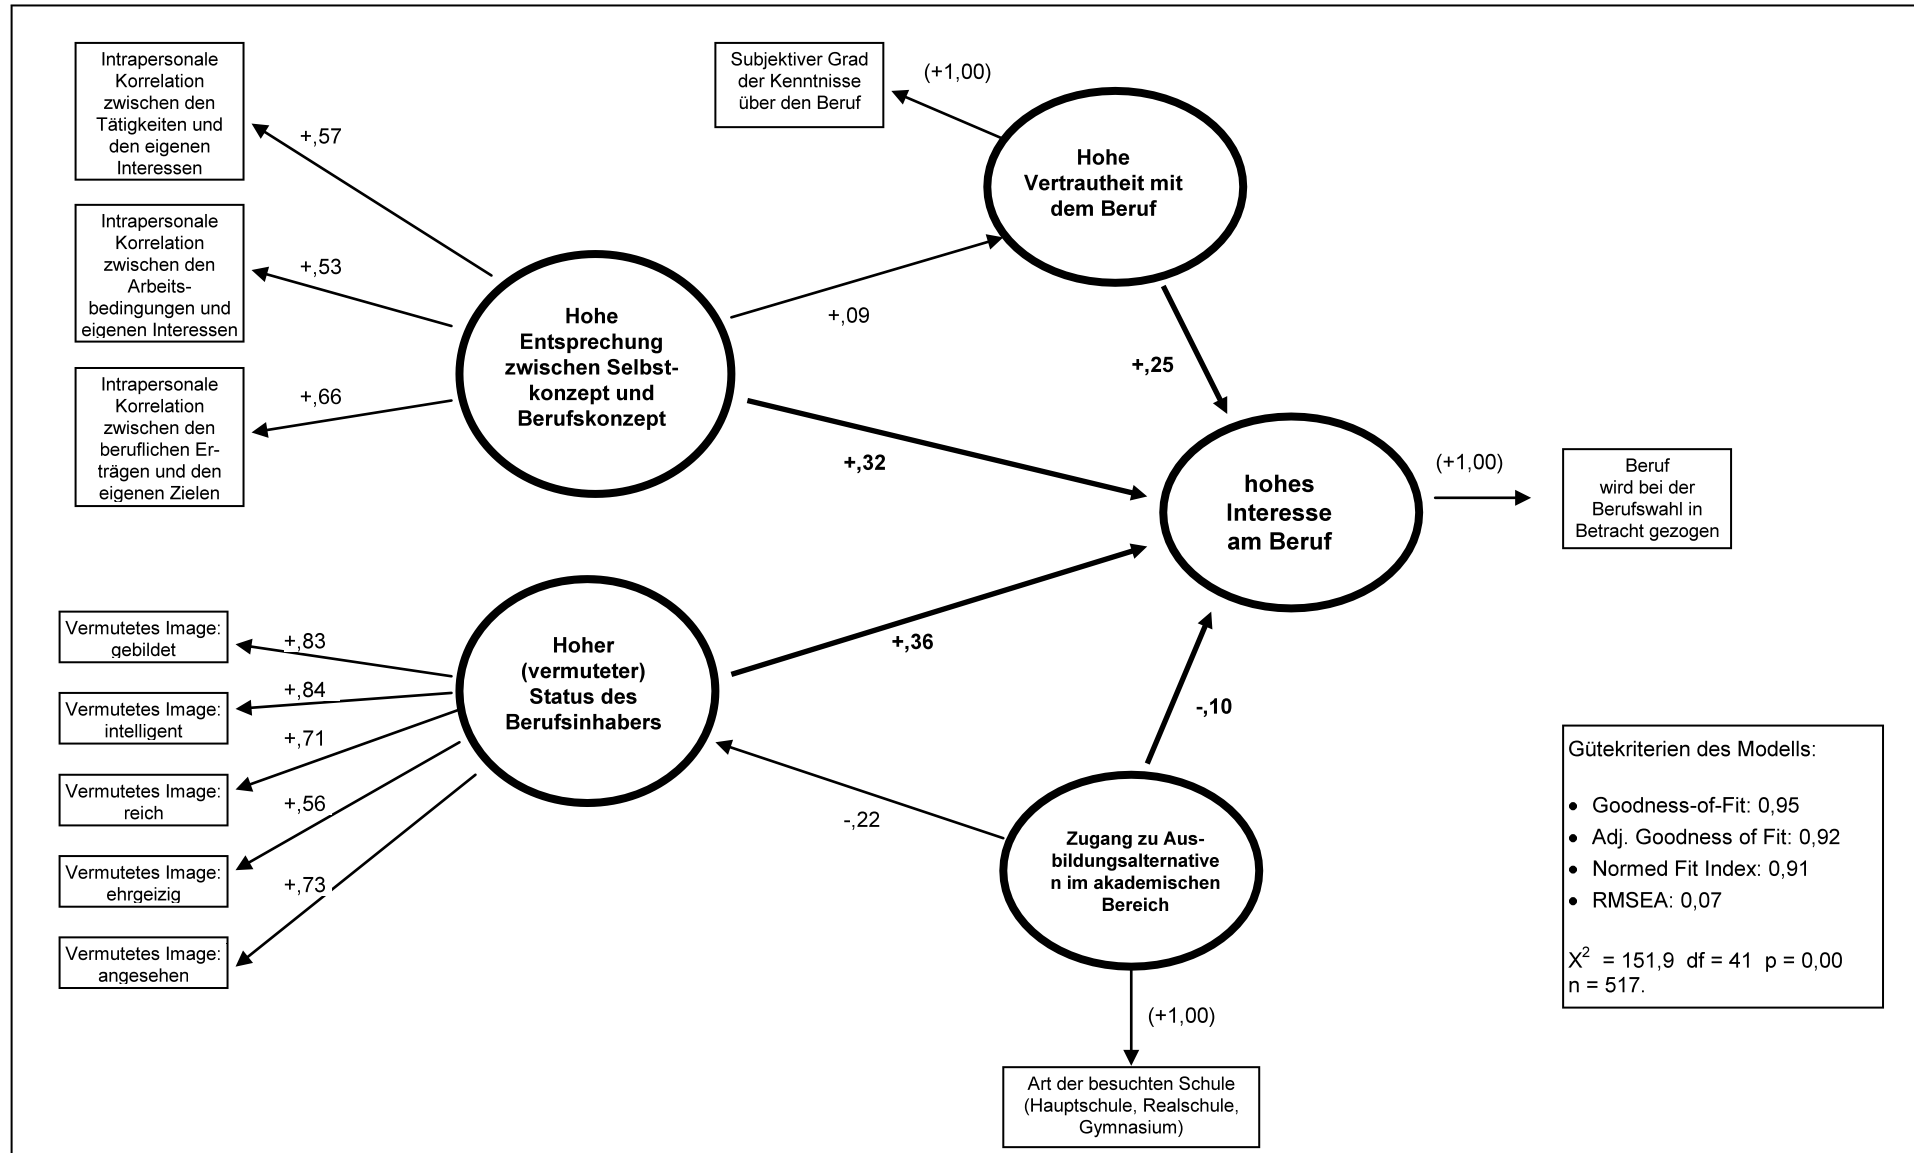 Intrapersonale
Korrelation
zwischen den
Tätigkeiten und
den eigenen
Interessen
+,57
Intrapersonale
Korrelation
zwischen den
Arbeits-
bedingungen und
eigenen Interessen
+,53
Intrapersonale
Korrelation
zwischen den
beruflichen Er-
trägen und den
eigenen Zielen
+,66
Hohe
Entsprechung
zwischen Selbst-
konzept und
Berufskonzept
Subjektiver Grad
der Kenntnisse
über den Beruf
(+1,00)
Hohe
Vertrautheit mit
dem Beruf
+,09
+,25
+,32
hohes
Interesse
am Beruf
(+1,00)
Beruf
wird bei der
Berufswahl in
Betracht gezogen
Vermutetes Image:
gebildet
+,83
Vermutetes Image:
intelligent
+,84
Vermutetes Image:
reich
+,71
Vermutetes Image:
ehrgeizig
+,56
Vermutetes Image:
angesehen
+,73
Hoher
(vermuteter)
Status des
Berufsinhabers
+,36
-,10
-,22
Zugang zu Aus-
bildungsalternative
n im akademischen
Bereich
(+1,00)
Art der besuchten Schule
(Hauptschule, Realschule,
Gymnasium)
Gütekriterien des Modells:
• Goodness-of-Fit: 0,95
• Adj. Goodness of Fit: 0,92
• Normed Fit Index: 0,91
• RMSEA: 0,07
X² = 151,9 df = 41 p = 0,00
n = 517.